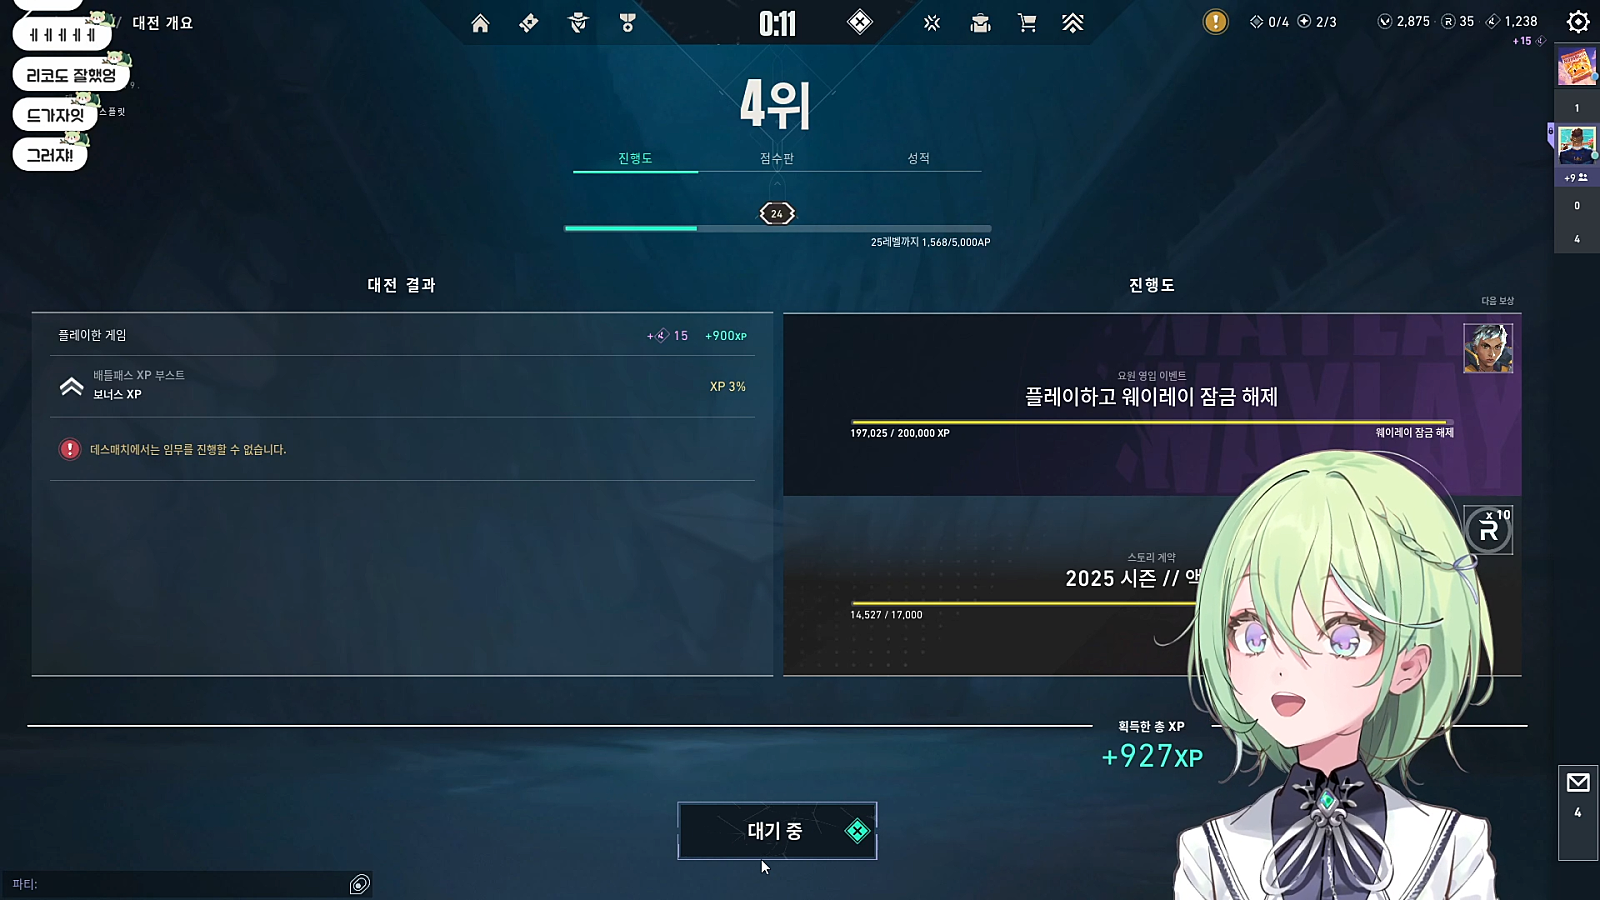 ㅔㅔㅔㅔㅔ
리코도 잘했엉
드가자잇
그러쟈!
/ 대전 개요
스플릿
0:11
0/4
2/3
2,875
35
1,238
+15
4위
진행도
점수판
성적
24
25레벨까지 1,568/5,000AP
대전 결과
플레이한 게임
+ 15
+900XP
배틀패스 XP 부스트
보너스 XP
XP 3%
데스매치에서는 임무를 진행할 수 없습니다.
진행도
다음 보상
요원 영입 이벤트
플레이하고 웨이레이 잠금 해제
197,025 / 200,000 XP
웨이레이 잠금 해제
WAYLAY
x 10
R
스토리 계약
2025 시즌 // 액
14,527 / 17,000
획득한 총 XP
+927XP
대기 중
파티:
1
+9
0
4
4